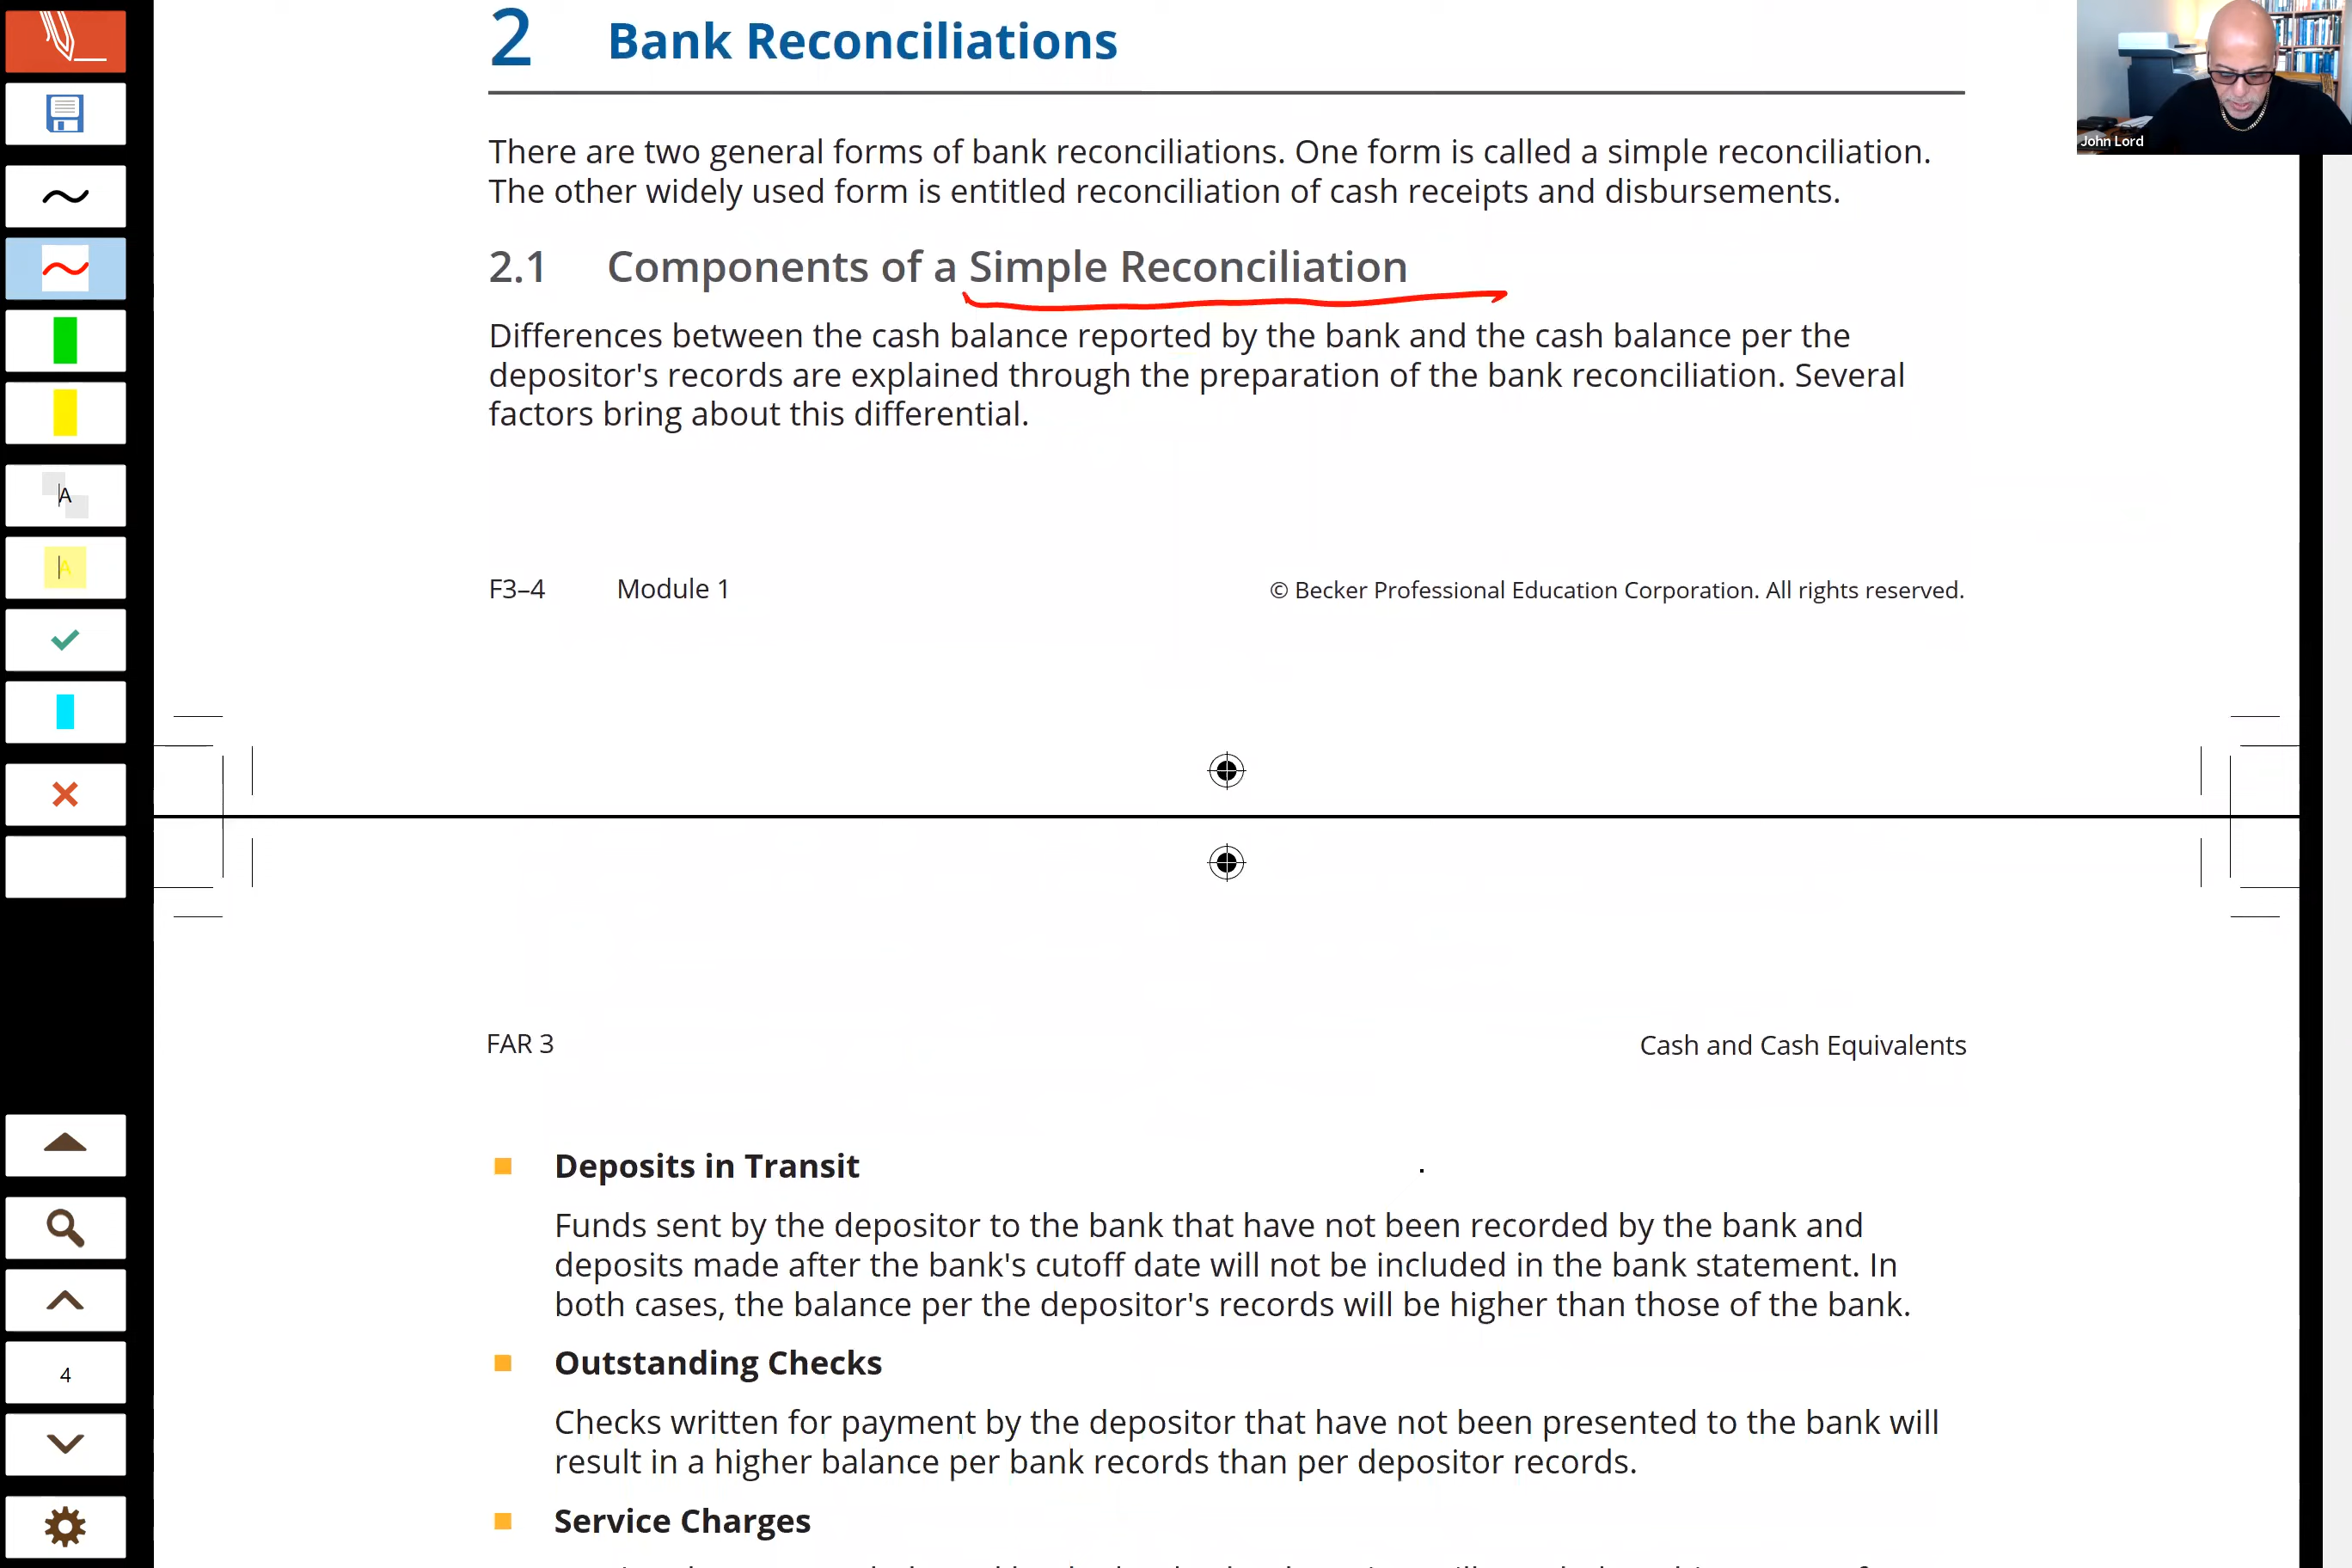 2 Bank Reconciliations
John Lord
There are two general forms of bank reconciliations. One form is called a simple reconciliation.
The other widely used form is entitled reconciliation of cash receipts and disbursements.
2.1 Components of a Simple Reconciliation
Differences between the cash balance reported by the bank and the cash balance per the
depositor's records are explained through the preparation of the bank reconciliation. Several
factors bring about this differential.
A
A
F3–4 Module 1 © Becker Professional Education Corporation. All rights reserved.
FAR 3 Cash and Cash Equivalents
Deposits in Transit
Funds sent by the depositor to the bank that have not been recorded by the bank and
deposits made after the bank's cutoff date will not be included in the bank statement. In
both cases, the balance per the depositor's records will be higher than those of the bank.
Outstanding Checks
4
Checks written for payment by the depositor that have not been presented to the bank will
result in a higher balance per bank records than per depositor records.
Service Charges